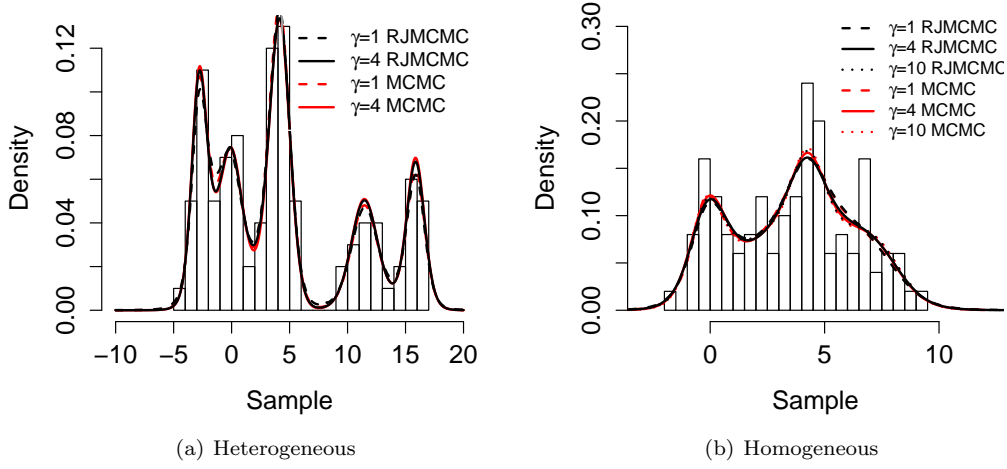 0.12
0.08
0.04
0.00
Density
γ=1 RJMCMC
γ=4 RJMCMC
γ=1 MCMC
γ=4 MCMC
−10 −5 0 5 10 15 20
Sample
(a) Heterogeneous
0.30
0.20
0.10
0.00
Density
γ=1 RJMCMC
γ=4 RJMCMC
γ=10 RJMCMC
γ=1 MCMC
γ=4 MCMC
γ=10 MCMC
0 5 10
Sample
(b) Homogeneous